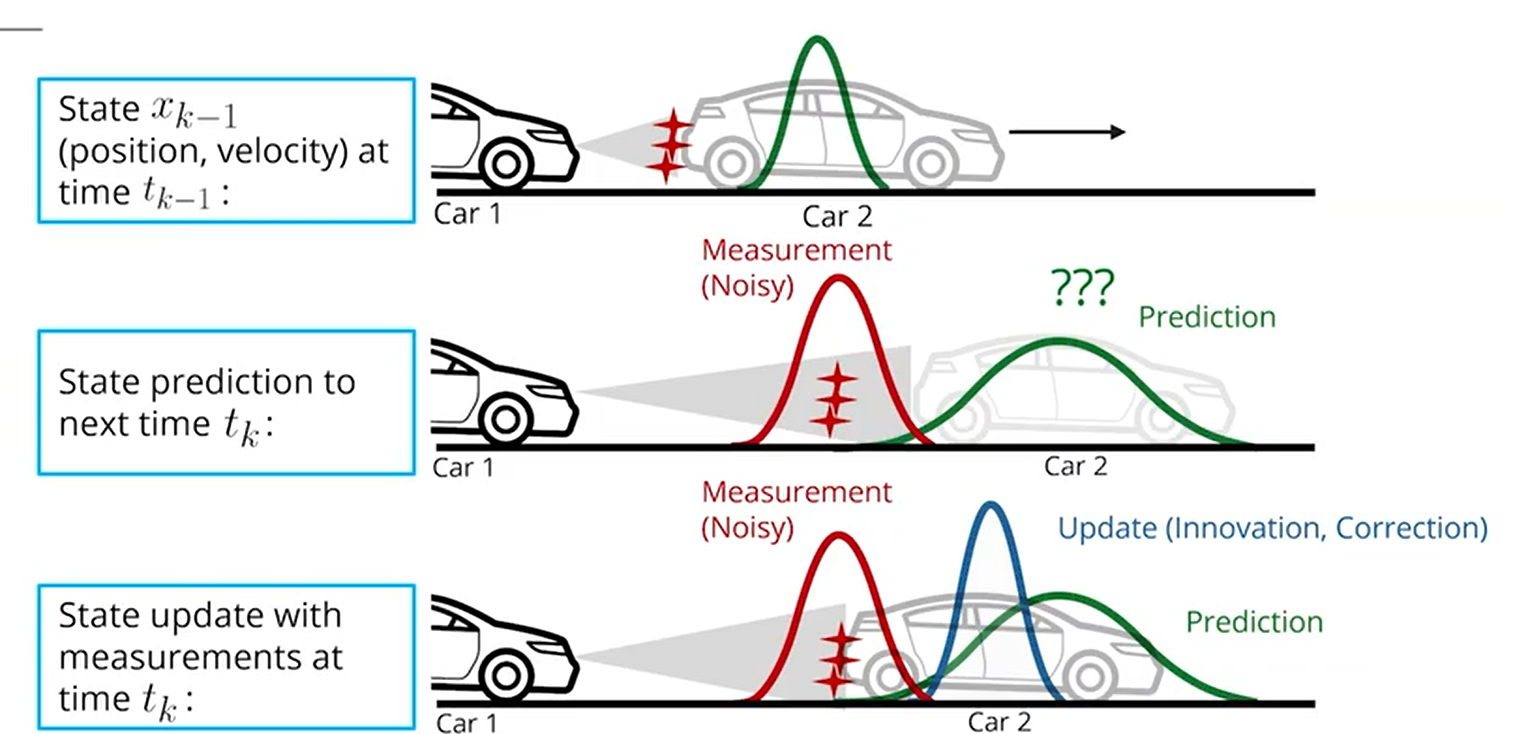 State x_{k-1}
(position, velocity) at
time t_{k-1} :
Car 1
Car 2
Measurement
(Noisy)
???
Prediction
State prediction to
next time t_k:
Car 1
Car 2
Measurement
(Noisy)
Update (Innovation, Correction)
Prediction
State update with
measurements at
time t_k:
Car 1
Car 2